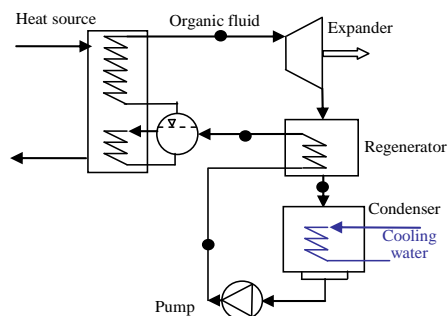 Heat source
Organic fluid
Expander
Regenerator
Condenser
Cooling
water
Pump